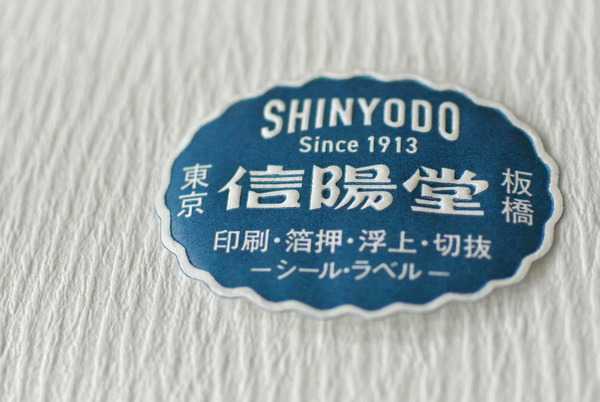 SHINYODO
Since 1913
東京 信陽堂 板橋
印刷・箔押・浮上・切抜
ーシール・ラベルー